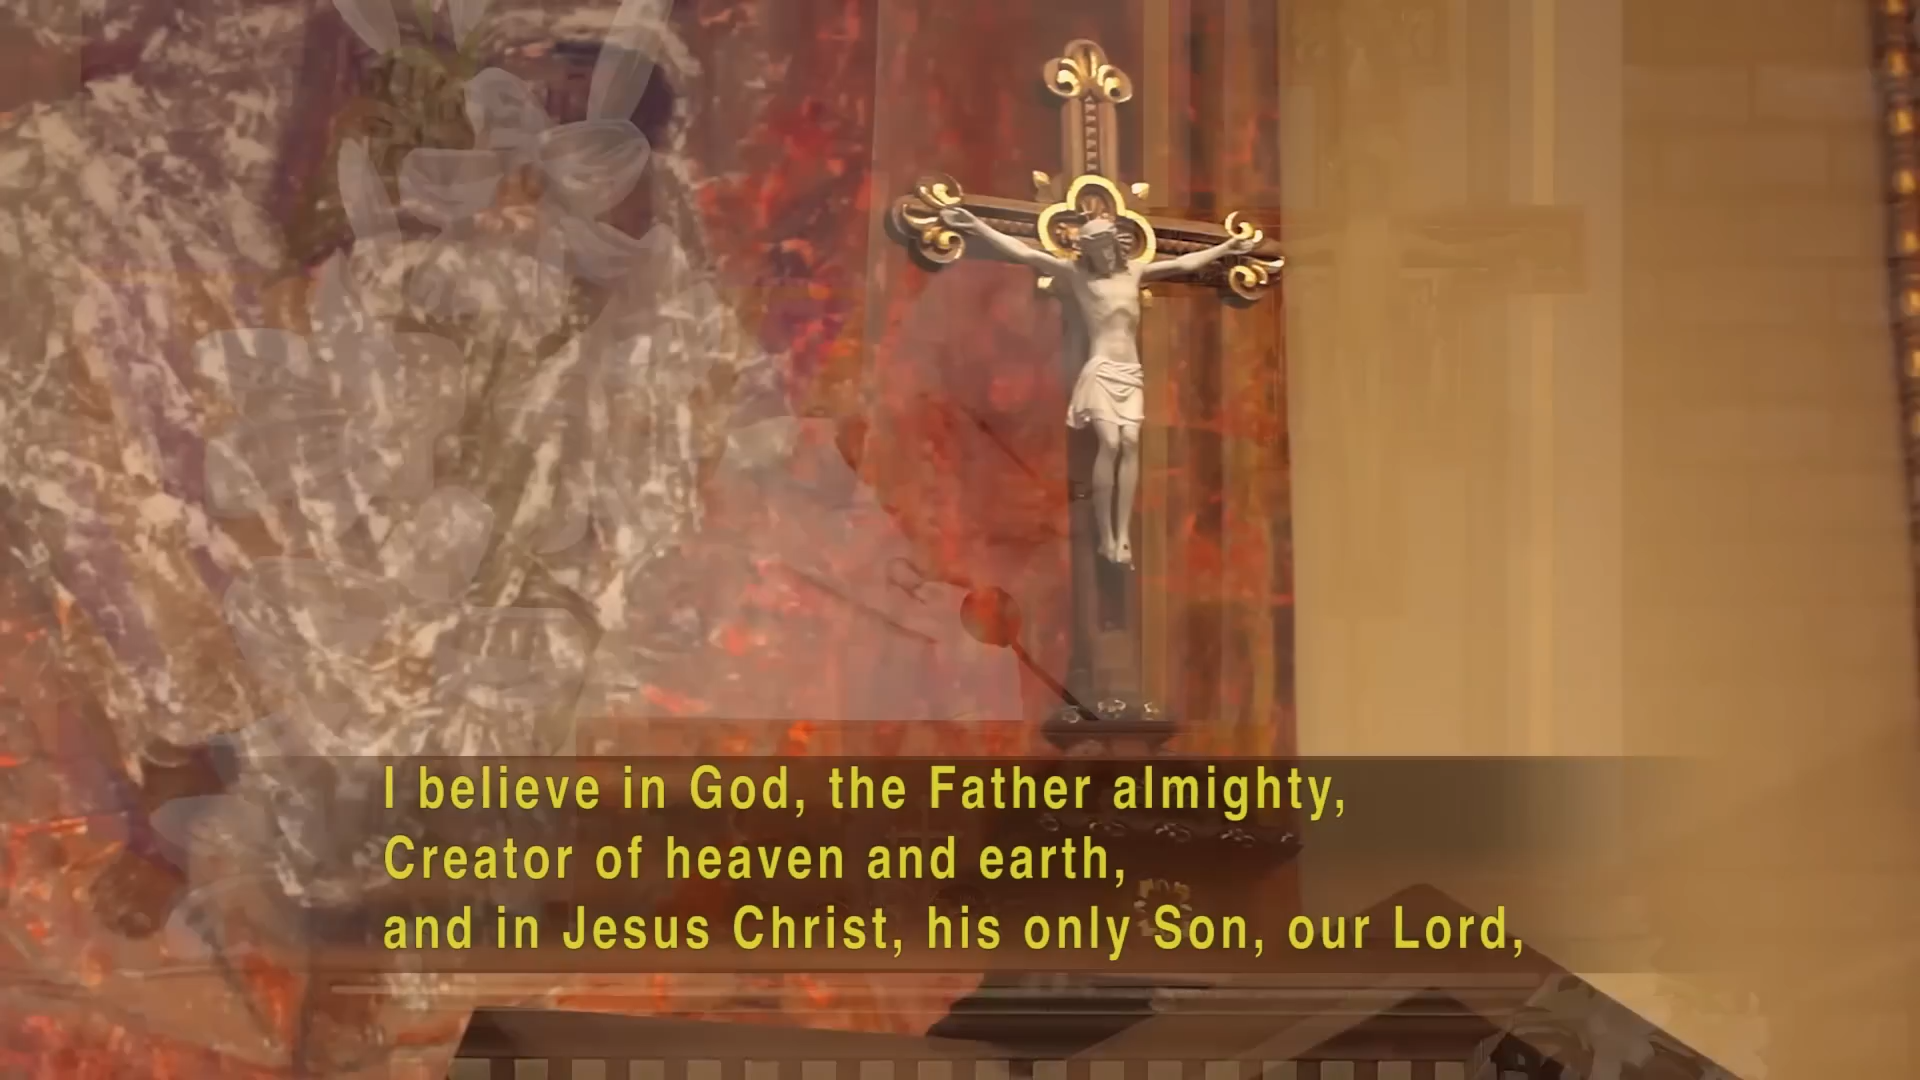 I believe in God, the Father almighty,
Creator of heaven and earth,
and in Jesus Christ, his only Son, our Lord,